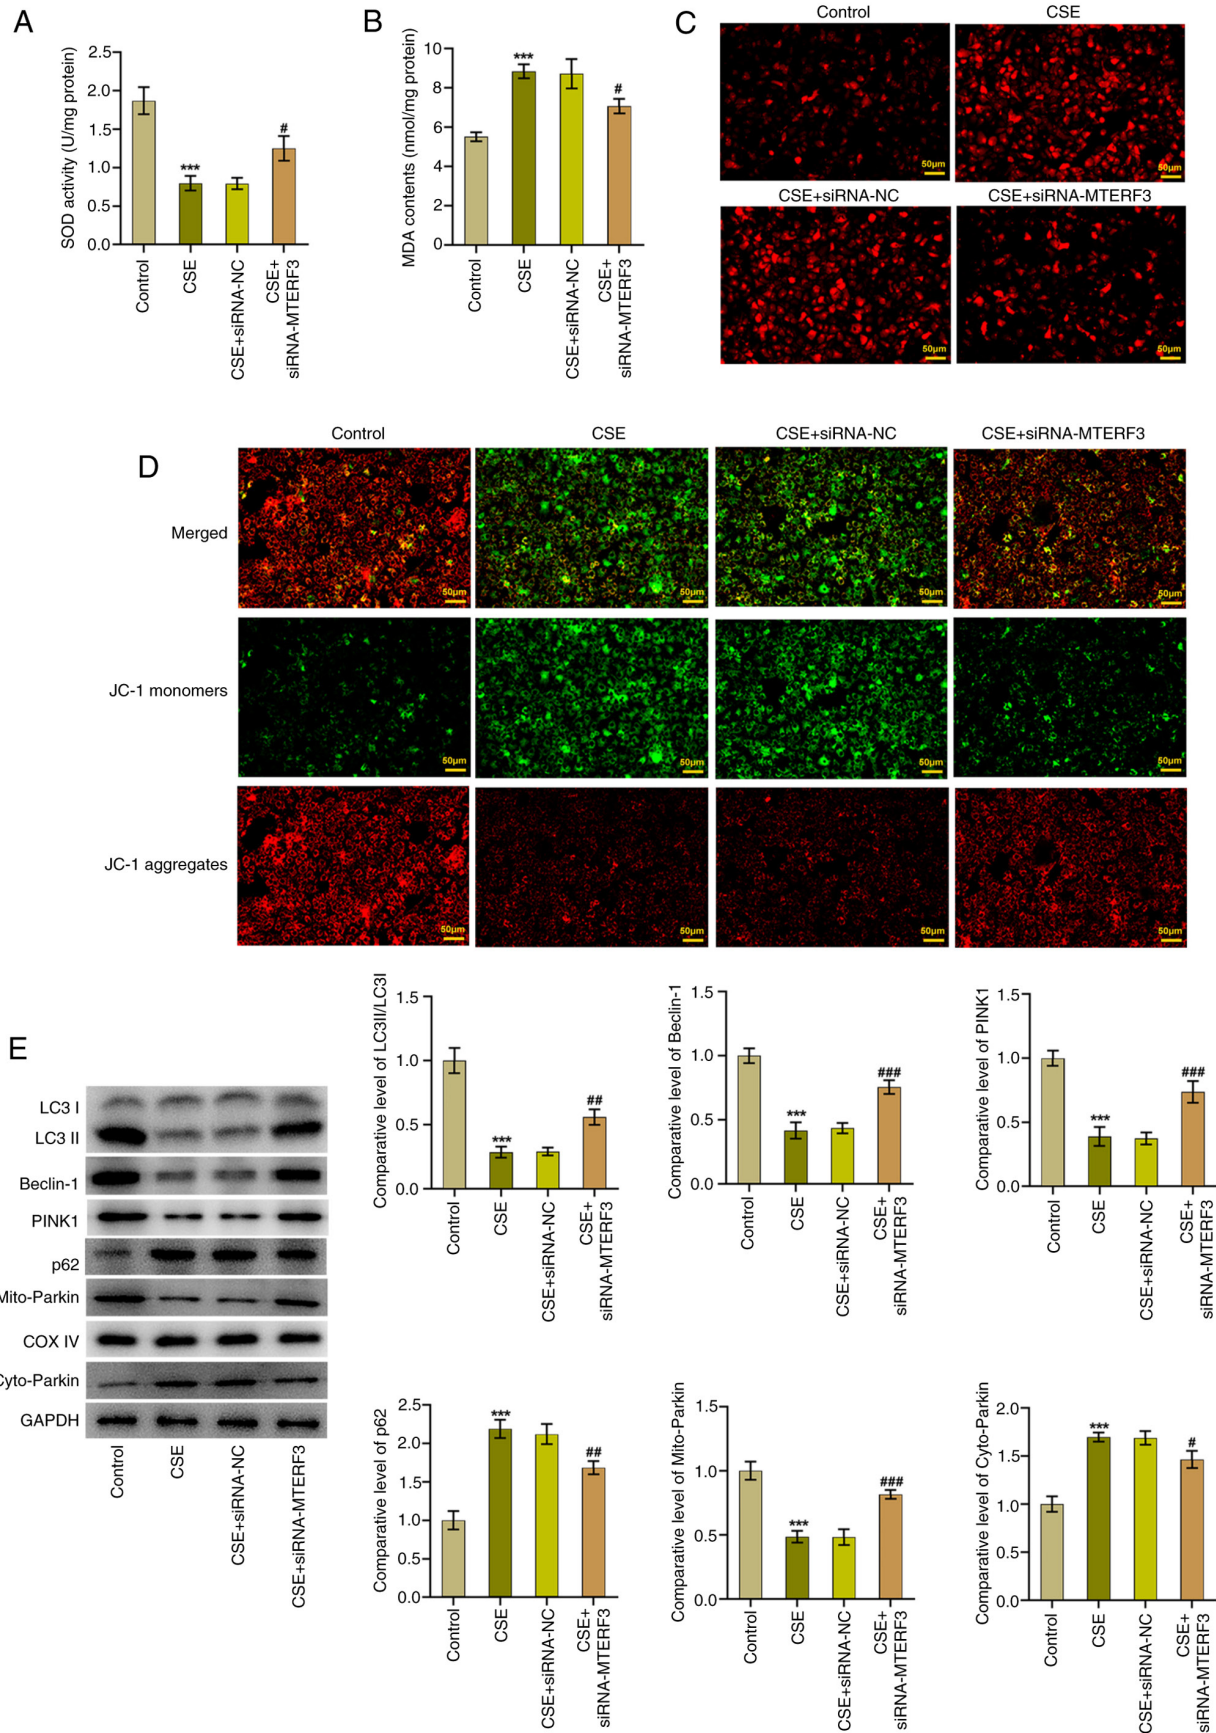 A
SOD activity (U/mg protein)
2.5
2.0
1.5
1.0
0.5
0.0
***
#
Control
CSE
CSE+siRNA-NC
CSE+
siRNA-MTERF3
B
MDA contents (nmol/mg protein)
10
8
6
4
2
0
***
#
Control
CSE
CSE+siRNA-NC
CSE+
siRNA-MTERF3
C
Control
CSE
50µm
50µm
CSE+siRNA-NC
CSE+siRNA-MTERF3
50µm
50µm
D
Control
CSE
CSE+siRNA-NC
CSE+siRNA-MTERF3
Merged
50µm
50µm
50µm
50µm
JC-1 monomers
50µm
50µm
50µm
50µm
JC-1 aggregates
50µm
50µm
50µm
50µm
E
LC3 I
LC3 II
Beclin-1
PINK1
p62
Mito-Parkin
COX IV
Cyto-Parkin
GAPDH
Control
CSE
CSE+siRNA-NC
CSE+siRNA-MTERF3
Comparative level of LC3II/LC3I
1.5
1.0
0.5
0.0
***
##
Control
CSE
CSE+siRNA-NC
CSE+
siRNA-MTERF3
Comparative level of Beclin-1
1.5
1.0
0.5
0.0
***
###
Control
CSE
CSE+siRNA-NC
CSE+
siRNA-MTERF3
Comparative level of PINK1
1.5
1.0
0.5
0.0
***
###
Control
CSE
CSE+siRNA-NC
CSE+
siRNA-MTERF3
Comparative level of p62
2.5
2.0
1.5
1.0
0.5
0.0
***
##
Control
CSE
CSE+siRNA-NC
CSE+
siRNA-MTERF3
Comparative level of Mito-Parkin
1.5
1.0
0.5
0.0
***
###
Control
CSE
CSE+siRNA-NC
CSE+
siRNA-MTERF3
Comparative level of Cyto-Parkin
2.0
1.5
1.0
0.5
0.0
***
#
Control
CSE
CSE+siRNA-NC
CSE+
siRNA-MTERF3